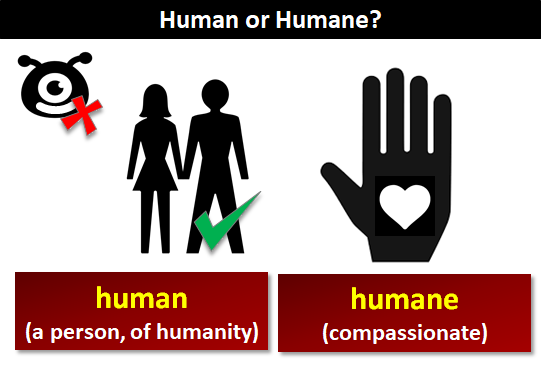 Human or Humane?
human
(a person, of humanity)
humane
(compassionate)